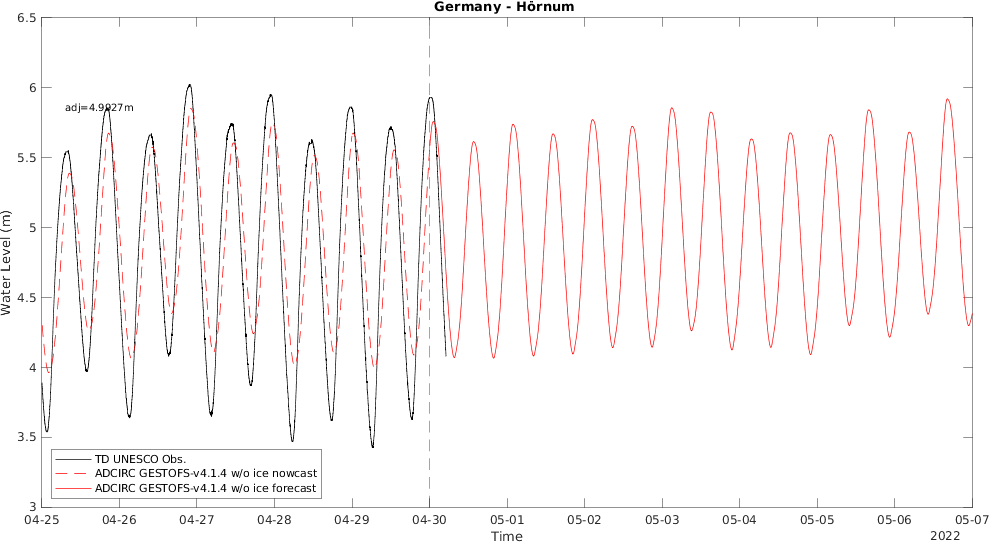 Germany - Hörnum
6.5
6
5.5
5
4.5
4
3.5
3
Water Level (m)
adj=4.9927m
TD UNESCO Obs.
ADCIRC GESTOFS-v4.1.4 w/o ice nowcast
ADCIRC GESTOFS-v4.1.4 w/o ice forecast
04-25 04-26 04-27 04-28 04-29 04-30 05-01 05-02 05-03 05-04 05-05 05-06 05-07
Time
2022